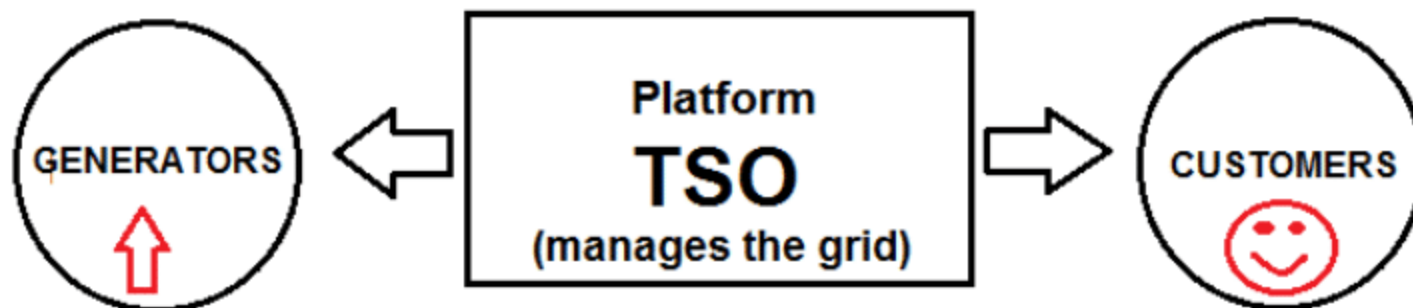 GENERATORS
Platform
TSO
(manages the grid)
CUSTOMERS